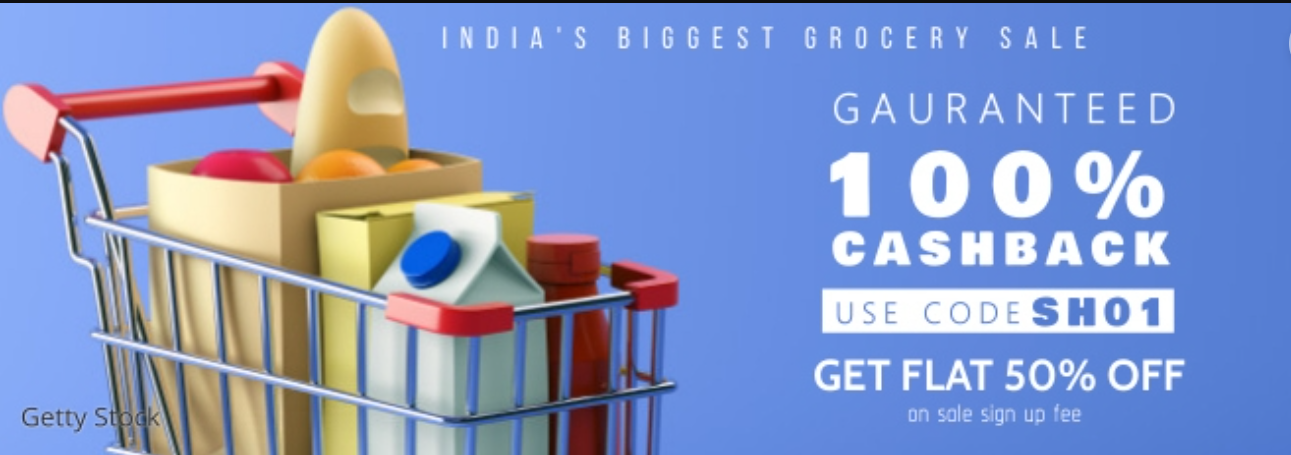 INDIA'S BIGGEST GROCERY SALE
GAURANTEED
100%
CASHBACK
USE CODE SH01
GET FLAT 50% OFF
on sale sign up fee
Getty Stock